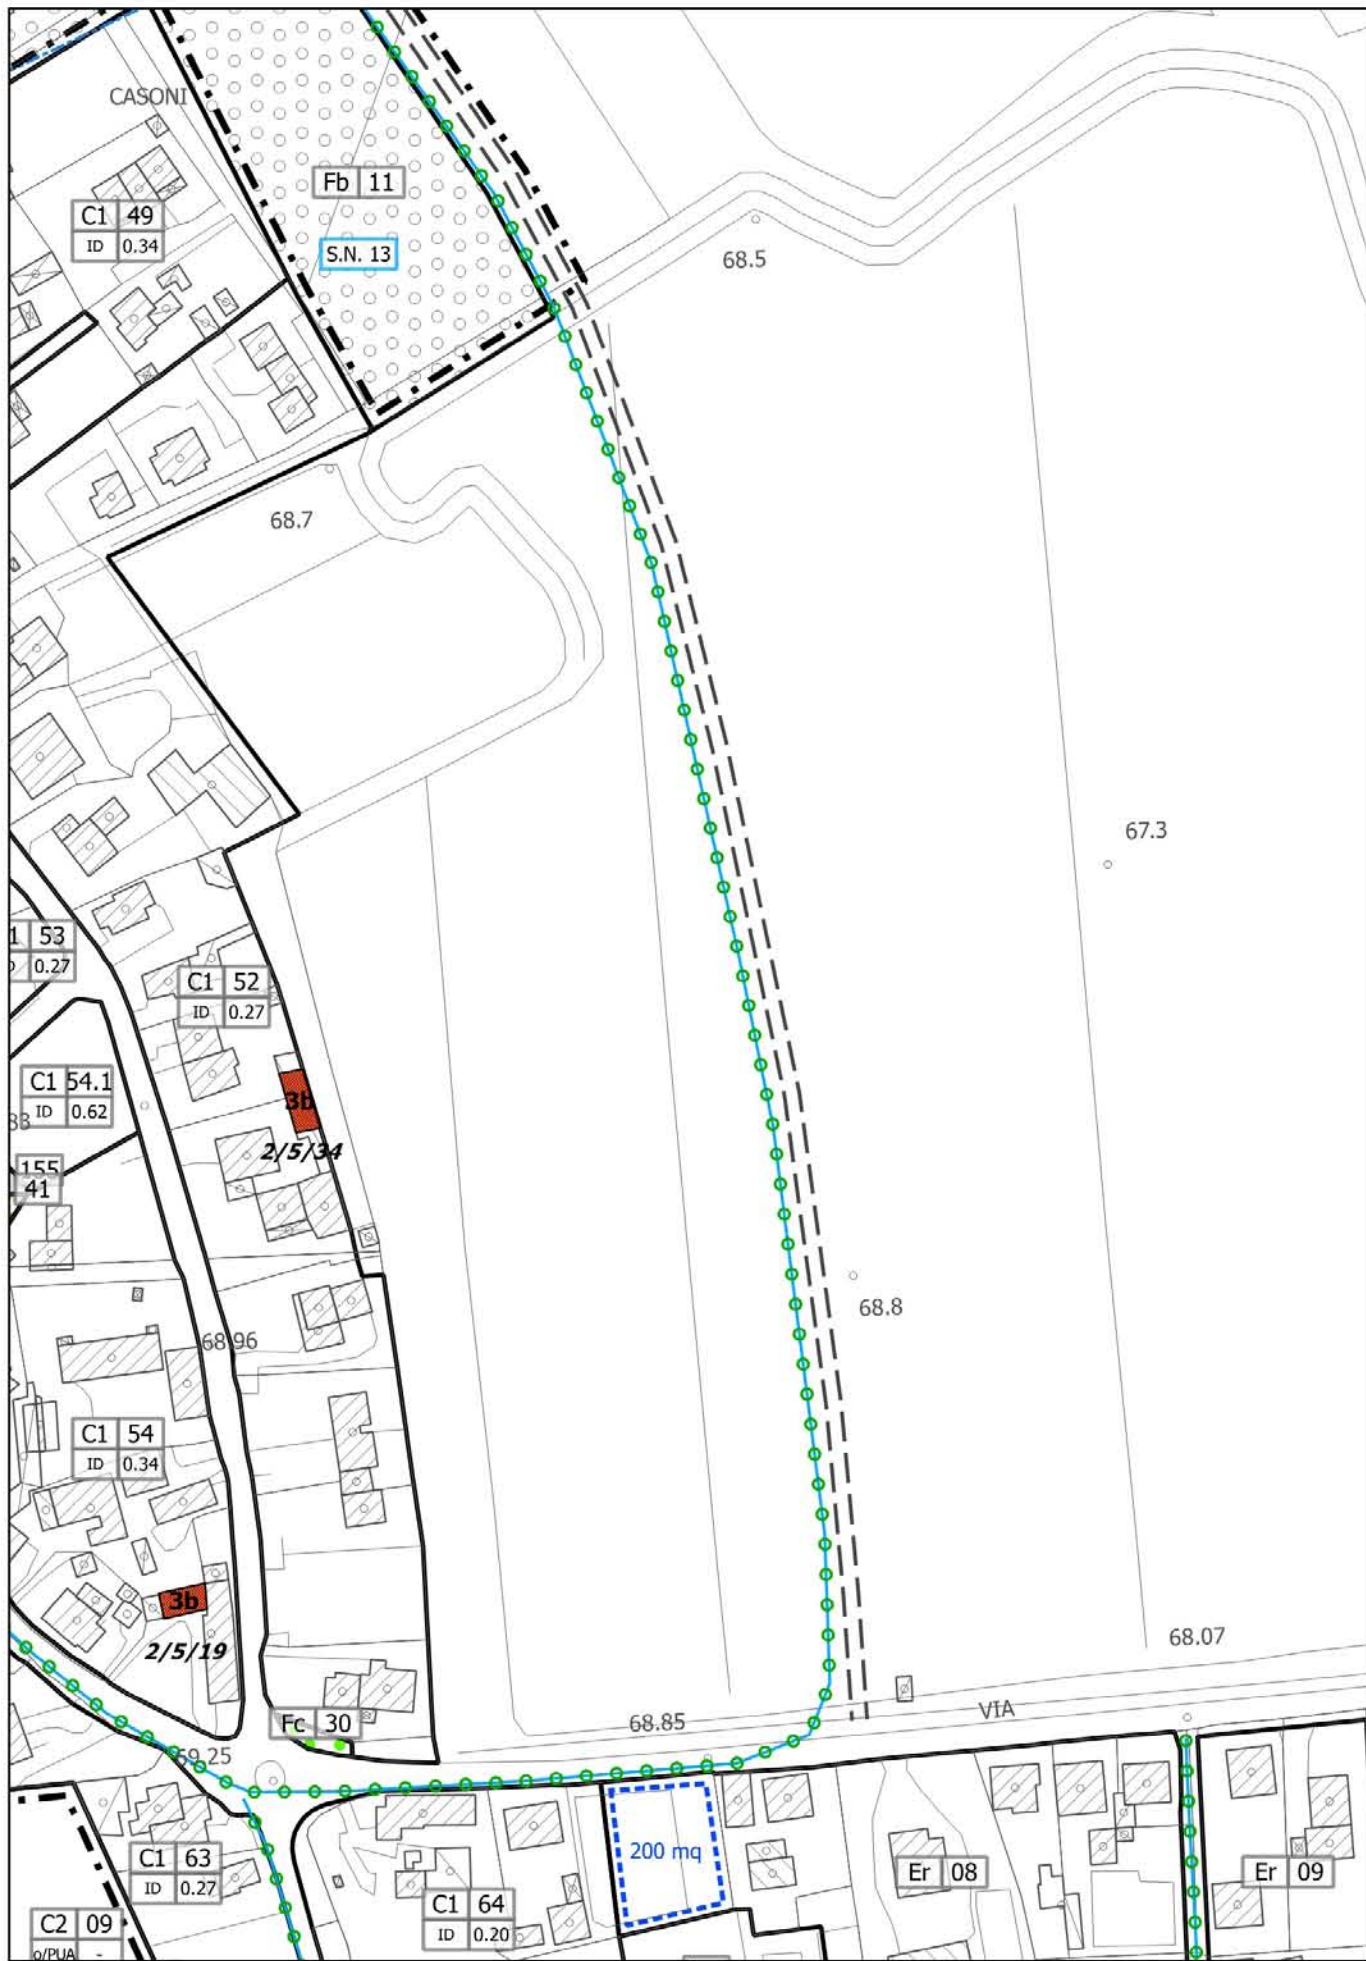 CASONI
Fb 11
C1 49
ID 0.34
S.N. 13
68.5
68.7
67.3
1 53
0.27
C1 52
ID 0.27
C1 54.1
ID 0.62
83
3b
2/5/34
155
41
68.8
68.96
C1 54
ID 0.34
3b
2/5/19
68.07
Fc 30
68.85
VIA
69.25
200 mq
C1 63
ID 0.27
Er 08
Er 09
C1 64
ID 0.20
C2 09
o/PUA -